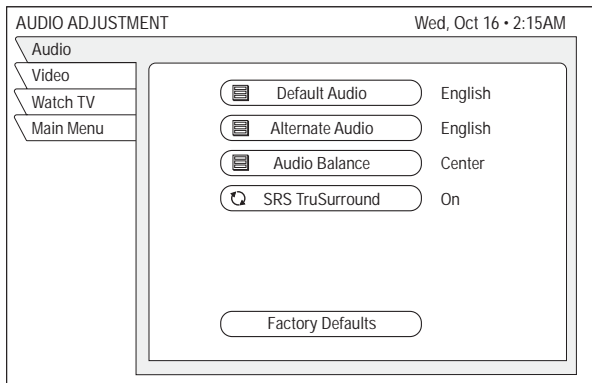 AUDIO ADJUSTMENT Wed, Oct 16 • 2:15AM
Audio
Video
Watch TV
Main Menu
Default Audio English
Alternate Audio English
Audio Balance Center
SRS TruSurround On
Factory Defaults